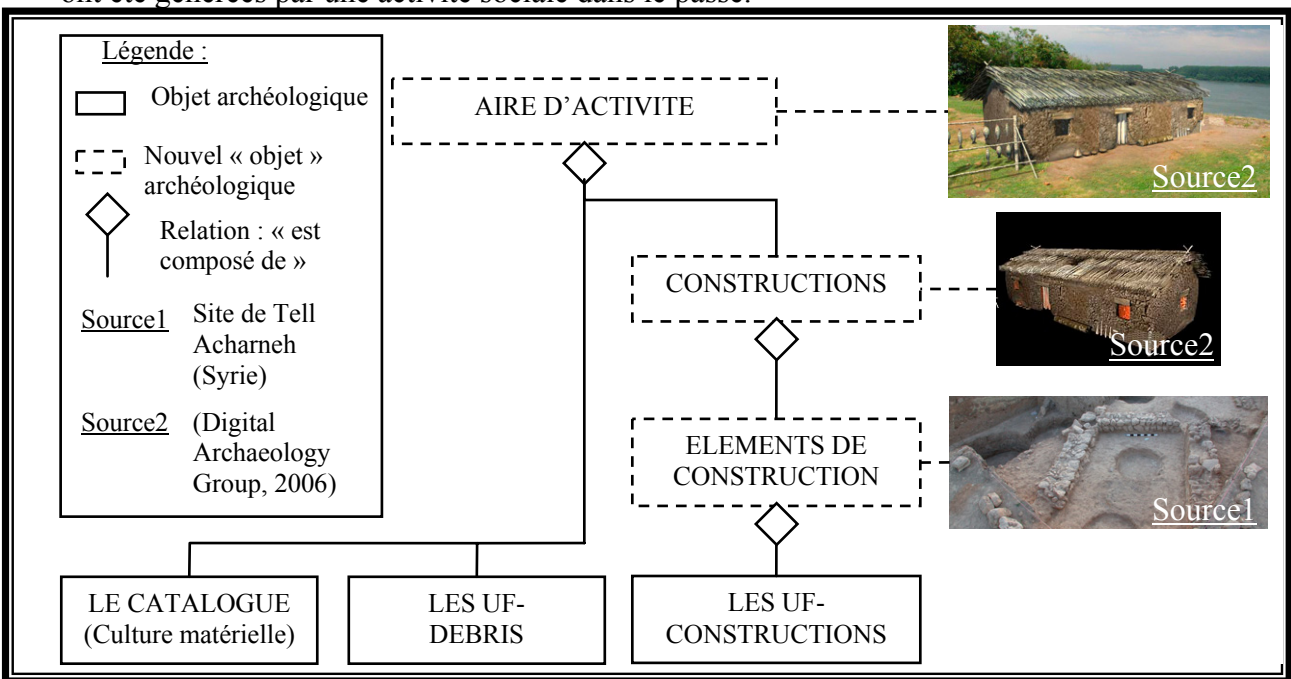 ont été générées par une activité sociale dans le passé.
Légende :
Objet archéologique
Nouvel « objet »
archéologique
Relation : « est
composé de »
Source1 Site de Tell
Acharneh
(Syrie)
Source2 (Digital
Archaeology
Group, 2006)
AIRE D’ACTIVITE
Source2
CONSTRUCTIONS
Source2
ELEMENTS DE
CONSTRUCTION
Source1
LE CATALOGUE
(Culture matérielle)
LES UF-
DEBRIS
LES UF-
CONSTRUCTIONS